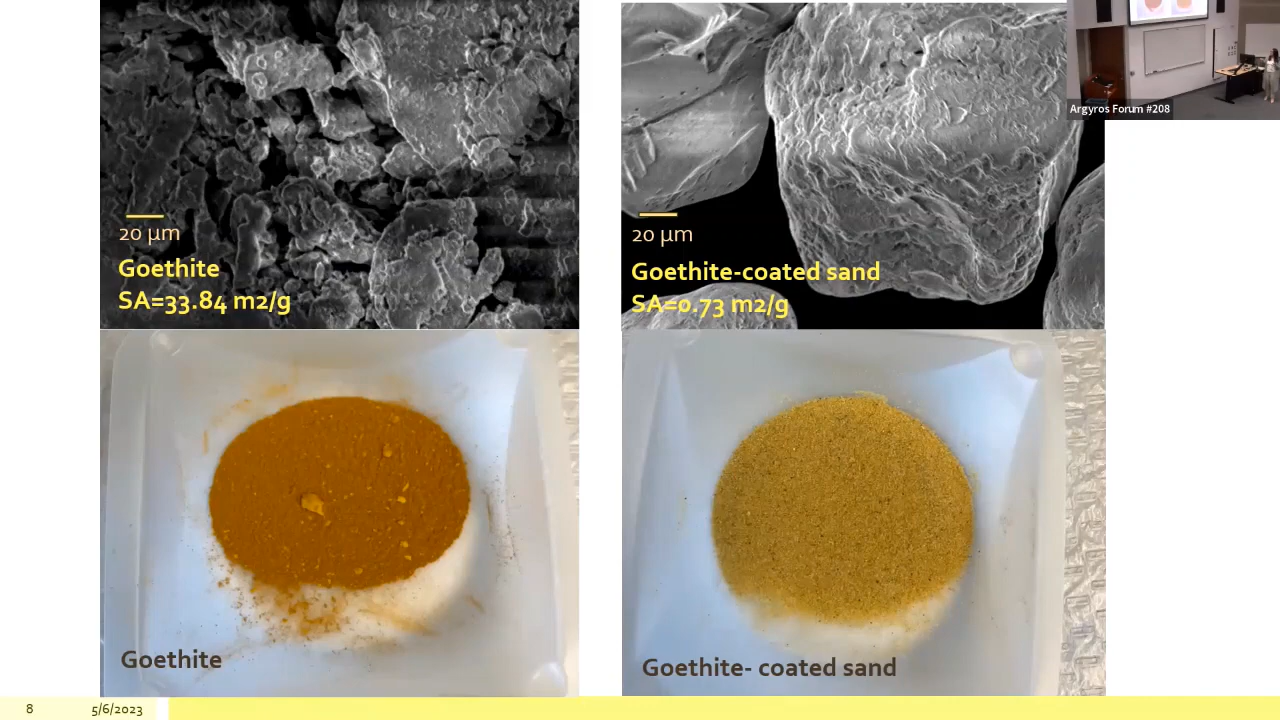 Argyros Forum #208
20 µm
Goethite
SA=33.84 m2/g
20 µm
Goethite-coated sand
SA=0.73 m2/g
Goethite
Goethite- coated sand
8
5/6/2023